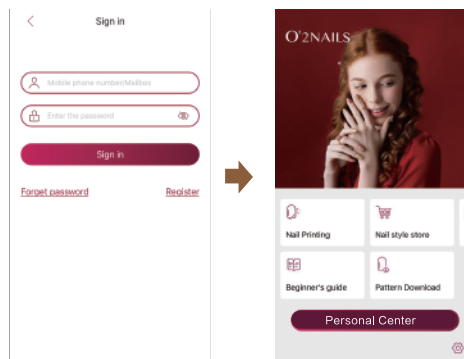 Sign in
Mobile phone number/Mailbox
Enter the password
Sign in
Forget password
Register
O'2NAILS
Nail Printing
Nail style store
Beginner's guide
Pattern Download
Personal Center